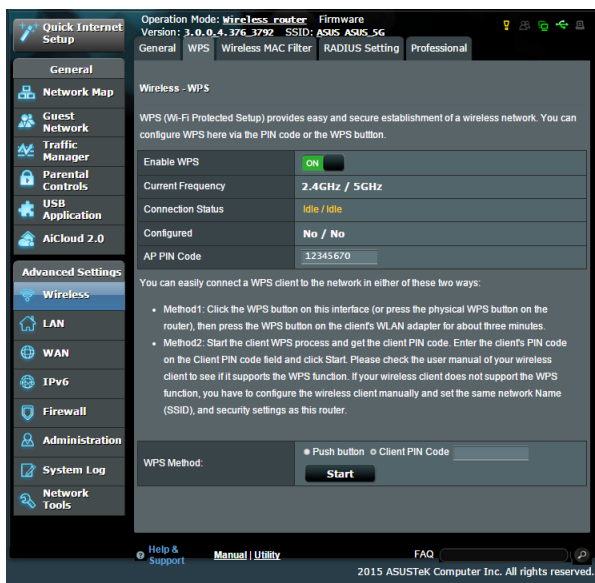 Quick Internet
Setup
Operation Mode: Wireless router Firmware
Version: 3.0.0.4.376_3792 SSID: ASUS ASUS_5G
General WPS Wireless MAC Filter RADIUS Setting Professional
General
Network Map
Guest
Network
Traffic
Manager
Parental
Controls
USB
Application
AiCloud 2.0
Advanced Settings
Wireless
LAN
WAN
IPv6
Firewall
Administration
System Log
Network
Tools
Wireless - WPS
WPS (Wi-Fi Protected Setup) provides easy and secure establishment of a wireless network. You can
configure WPS here via the PIN code or the WPS buttton.
Enable WPS ON
Current Frequency 2.4GHz / 5GHz
Connection Status Idle / Idle
Configured No / No
AP PIN Code 12345670
You can easily connect a WPS client to the network in either of these two ways:
• Method1: Click the WPS button on this interface (or press the physical WPS button on the
router), then press the WPS button on the client's WLAN adapter for about three minutes.
• Method2: Start the client WPS process and get the client PIN code. Enter the client's PIN code
on the Client PIN code field and click Start. Please check the user manual of your wireless
client to see if it supports the WPS function. If your wireless client does not support the WPS
function, you have to configure the wireless client manually and set the same network Name
(SSID), and security settings as this router.
WPS Method: Push button Client PIN Code
Start
Help &
Support
Manual | Utility
FAQ
2015 ASUSTeK Computer Inc. All rights reserved.